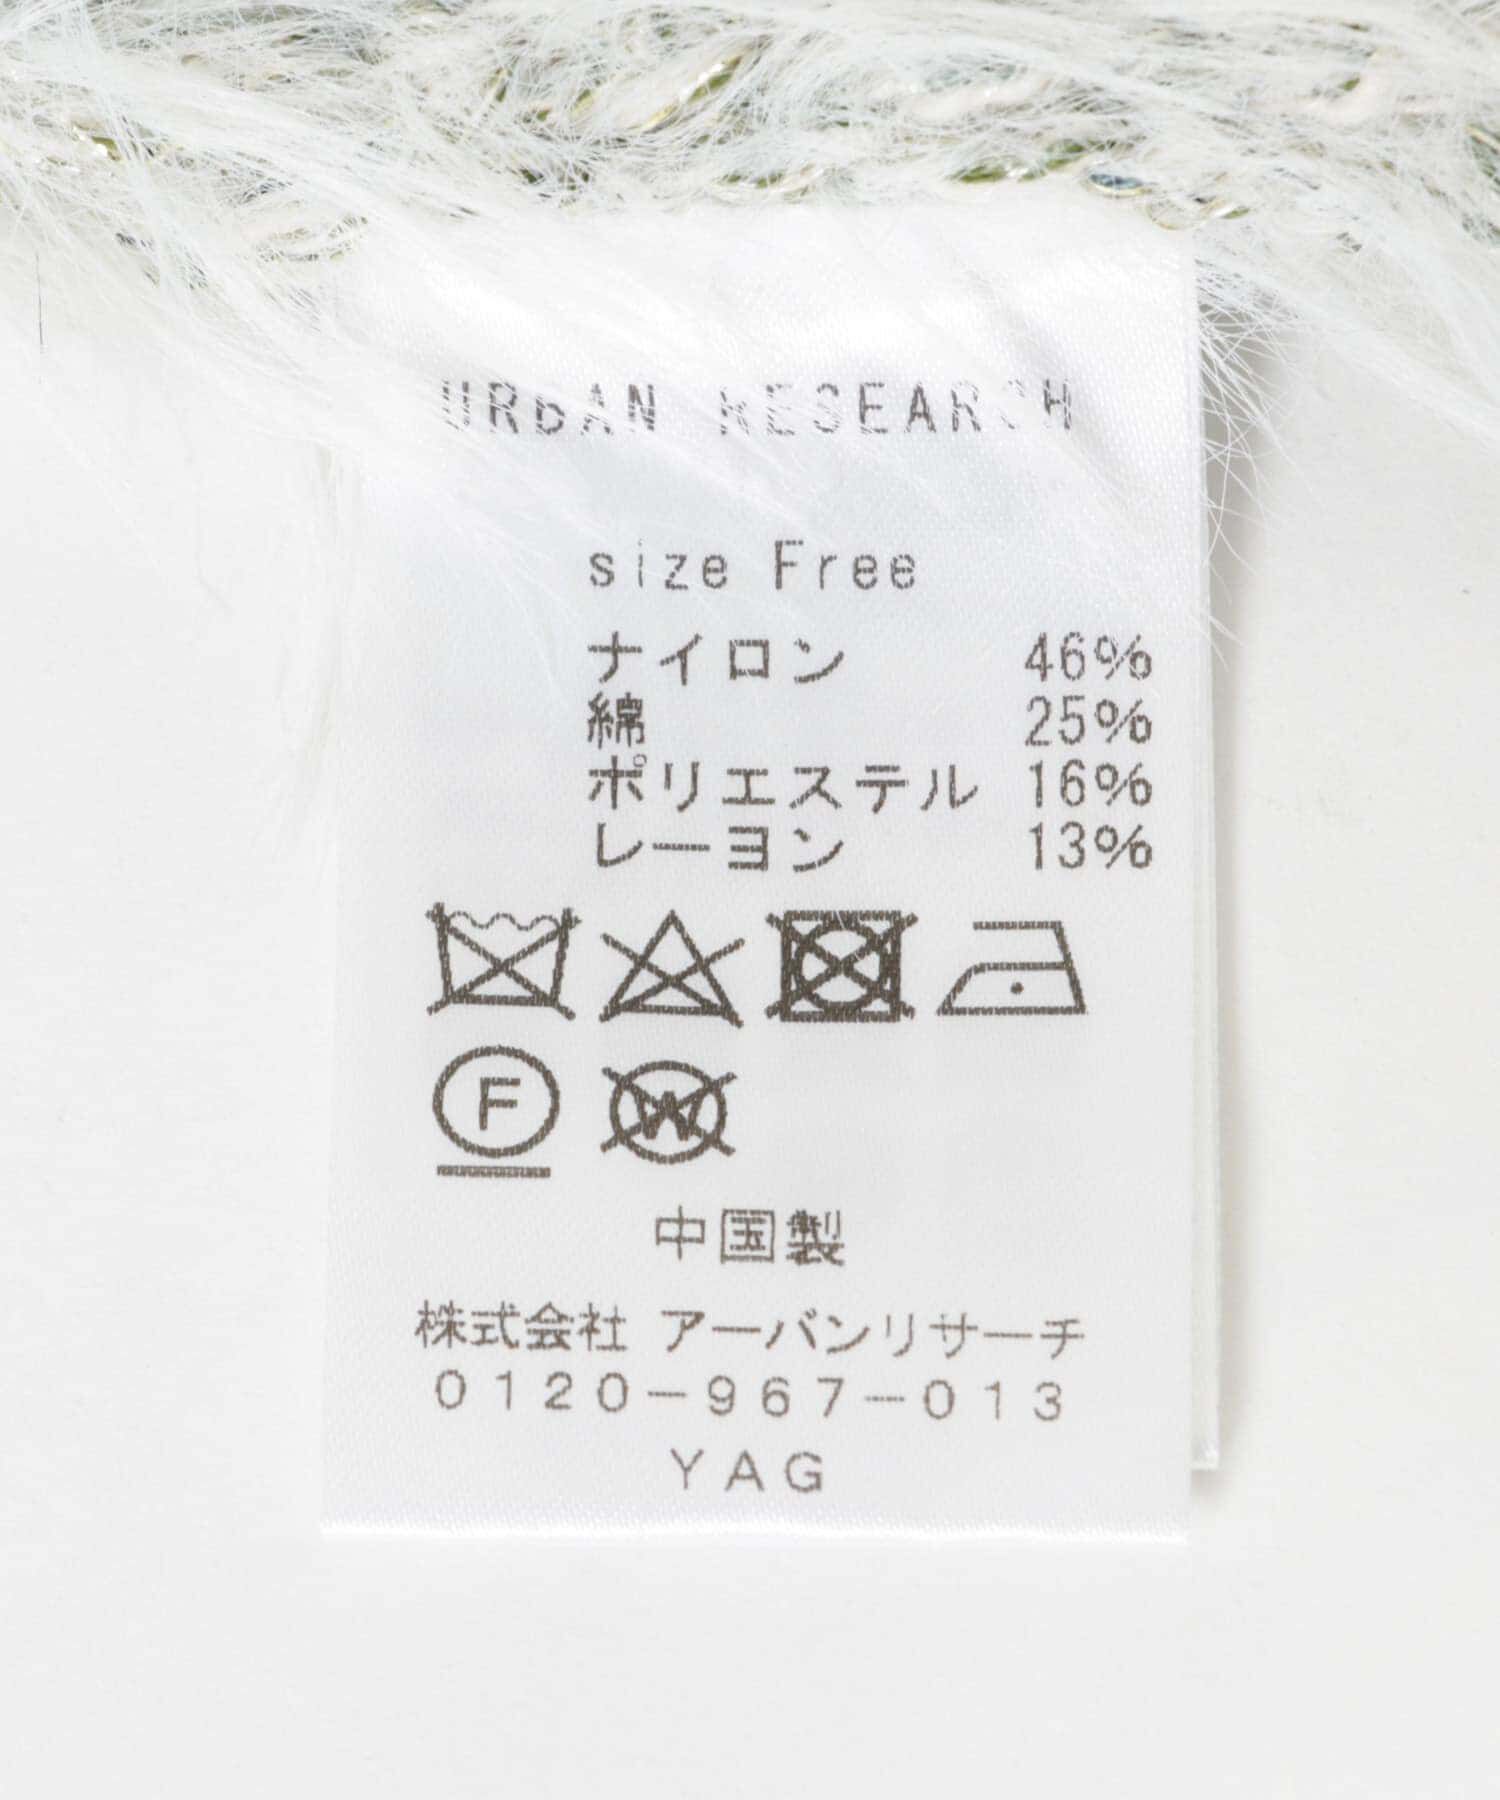 URBAN RESEARCH
size Free
ナイロン 46%
綿 25%
ポリエステル 16%
レーヨン 13%
F W
中国製
株式会社 アーバンリサーチ
0120-967-013
YAG